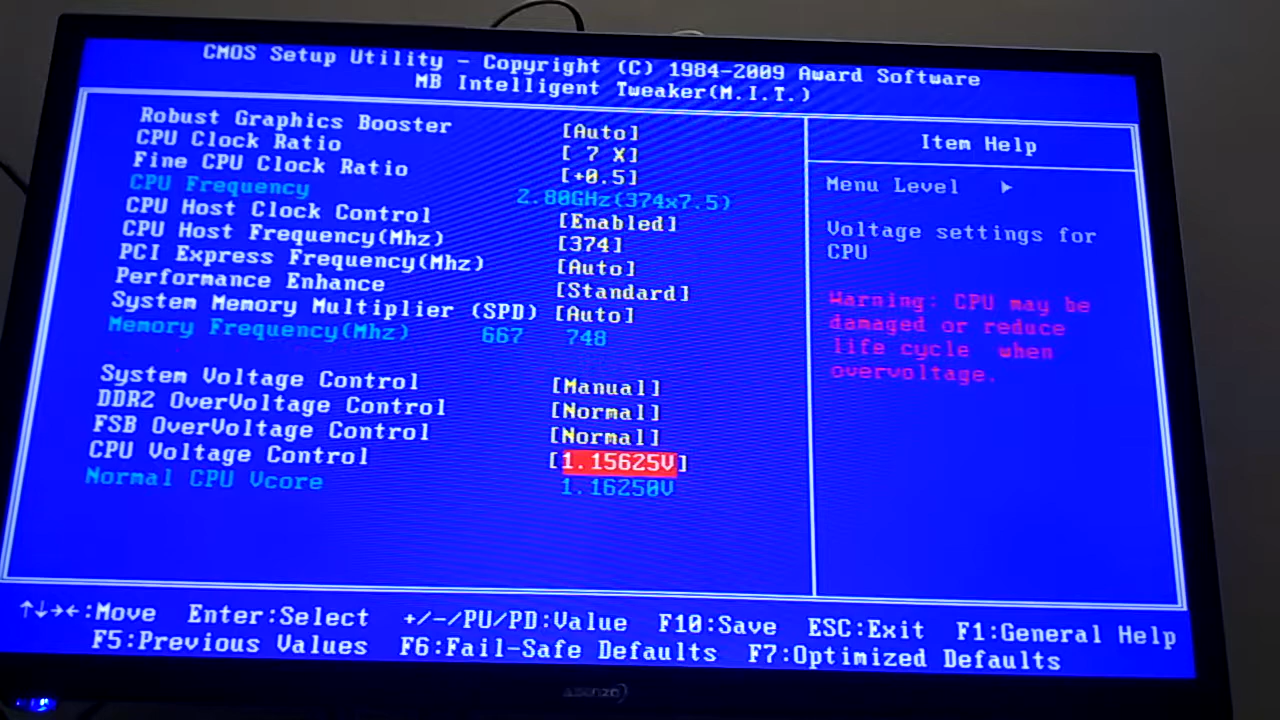 CMOS Setup Utility - Copyright (C) 1984-2009 Award Software
MB Intelligent Tweaker(M.I.T.)
Robust Graphics Booster [Auto]
CPU Clock Ratio [ 7 X]
Fine CPU Clock Ratio [+0.5]
CPU Frequency 2.80GHz(374x7.5)
CPU Host Clock Control [Enabled]
CPU Host Frequency(Mhz) [374]
PCI Express Frequency(Mhz) [Auto]
Performance Enhance [Standard]
System Memory Multiplier (SPD) [Auto]
Memory Frequency(Mhz) 667 748
System Voltage Control [Manual]
DDR2 OverVoltage Control [Normal]
FSB OverVoltage Control [Normal]
CPU Voltage Control [1.15625V]
Normal CPU Vcore 1.16250V
Item Help
Menu Level ►
Voltage settings for
CPU
Warning: CPU may be
damaged or reduce
life cycle when
overvoltage.
↑↓→←:Move Enter:Select +/-/PU/PD:Value F10:Save ESC:Exit F1:General Help
F5:Previous Values F6:Fail-Safe Defaults F7:Optimized Defaults